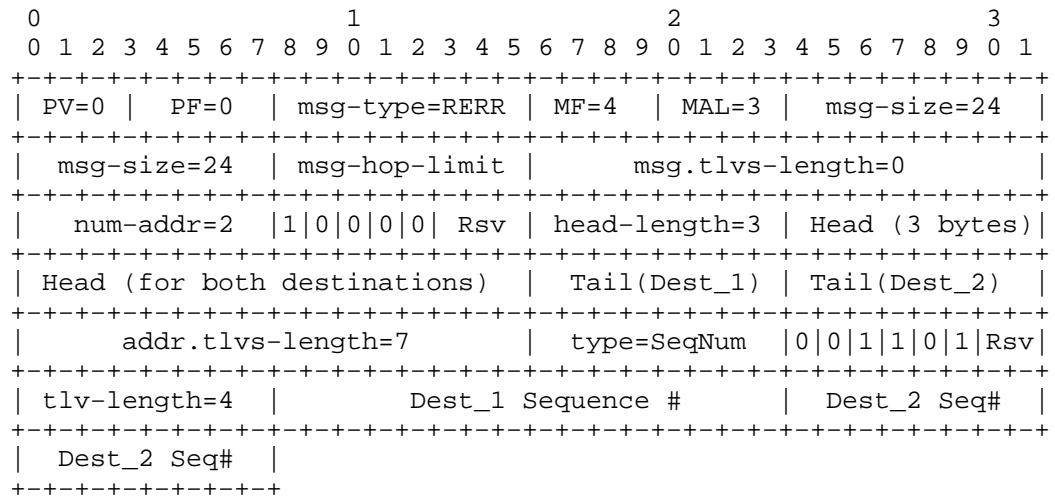 0                   1                   2                   3
 0 1 2 3 4 5 6 7 8 9 0 1 2 3 4 5 6 7 8 9 0 1 2 3 4 5 6 7 8 9 0 1
+-+-+-+-+-+-+-+-+-+-+-+-+-+-+-+-+-+-+-+-+-+-+-+-+-+-+-+-+-+-+-+-+
| PV=0 |  PF=0  | msg-type=RERR | MF=4  | MAL=3 |  msg-size=24  |
+-+-+-+-+-+-+-+-+-+-+-+-+-+-+-+-+-+-+-+-+-+-+-+-+-+-+-+-+-+-+-+-+
|  msg-size=24  | msg-hop-limit |      msg.tlvs-length=0        |
+-+-+-+-+-+-+-+-+-+-+-+-+-+-+-+-+-+-+-+-+-+-+-+-+-+-+-+-+-+-+-+-+
|   num-addr=2  |1|0|0|0|0| Rsv | head-length=3 | Head (3 bytes)|
+-+-+-+-+-+-+-+-+-+-+-+-+-+-+-+-+-+-+-+-+-+-+-+-+-+-+-+-+-+-+-+-+
| Head (for both destinations)  |  Tail(Dest_1) | Tail(Dest_2)  |
+-+-+-+-+-+-+-+-+-+-+-+-+-+-+-+-+-+-+-+-+-+-+-+-+-+-+-+-+-+-+-+-+
|      addr.tlvs-length=7       |  type=SeqNum  |0|0|1|1|0|1|Rsv|
+-+-+-+-+-+-+-+-+-+-+-+-+-+-+-+-+-+-+-+-+-+-+-+-+-+-+-+-+-+-+-+-+
| tlv-length=4  |        Dest_1 Sequence #      |  Dest_2 Seq#  |
+-+-+-+-+-+-+-+-+-+-+-+-+-+-+-+-+-+-+-+-+-+-+-+-+-+-+-+-+-+-+-+-+
|  Dest_2 Seq#  |
+-+-+-+-+-+-+-+-+